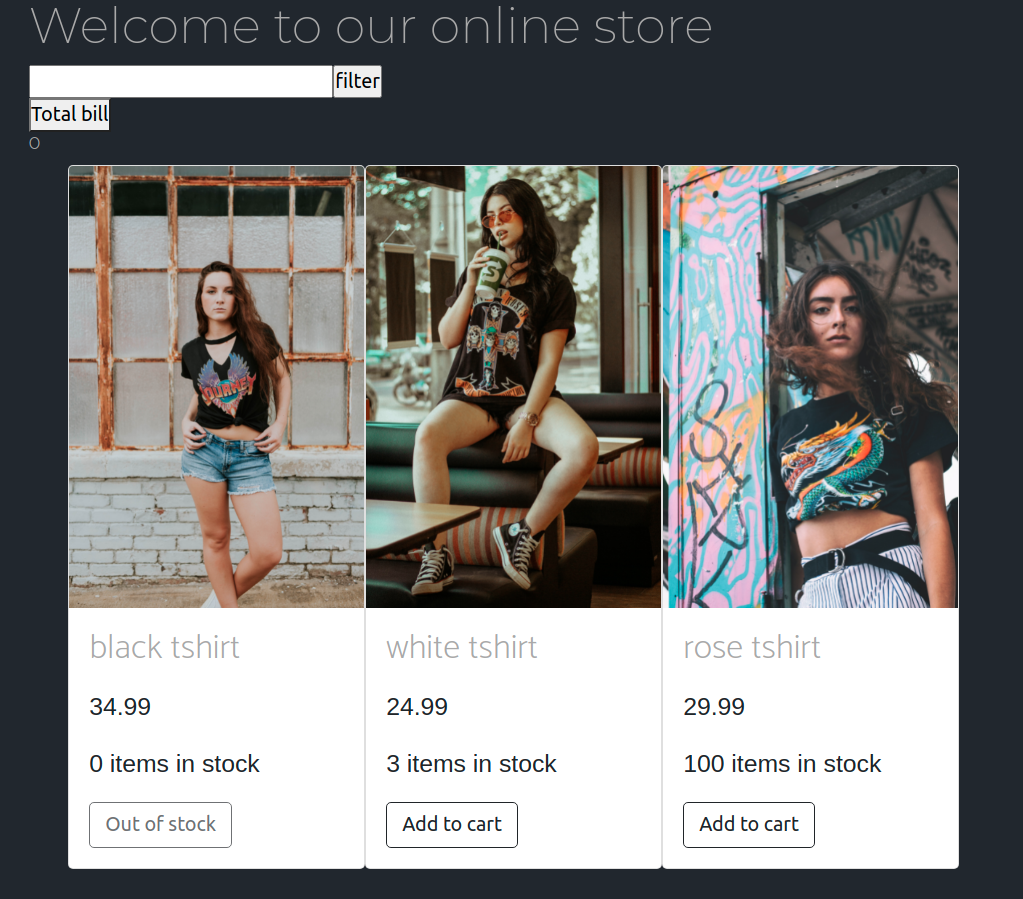 Welcome to our online store
filter
Total bill
0
JOURNEY
black tshirt
white tshirt
rose tshirt
34.99
24.99
29.99
0 items in stock
3 items in stock
100 items in stock
Out of stock
Add to cart
Add to cart